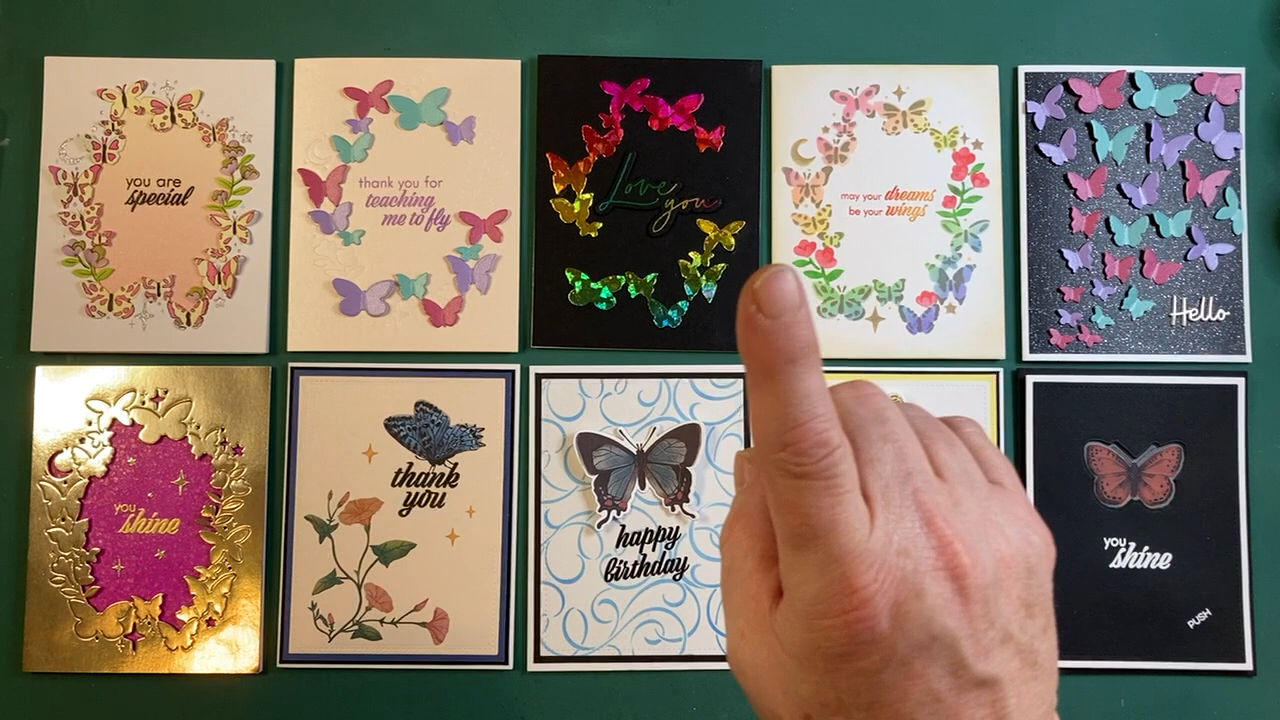 you are
special
thank you for
teaching
me to fly
Love
you
may your dreams
be your wings
Hello
you
shine
thank
you
happy
birthday
you
shine
PUSH